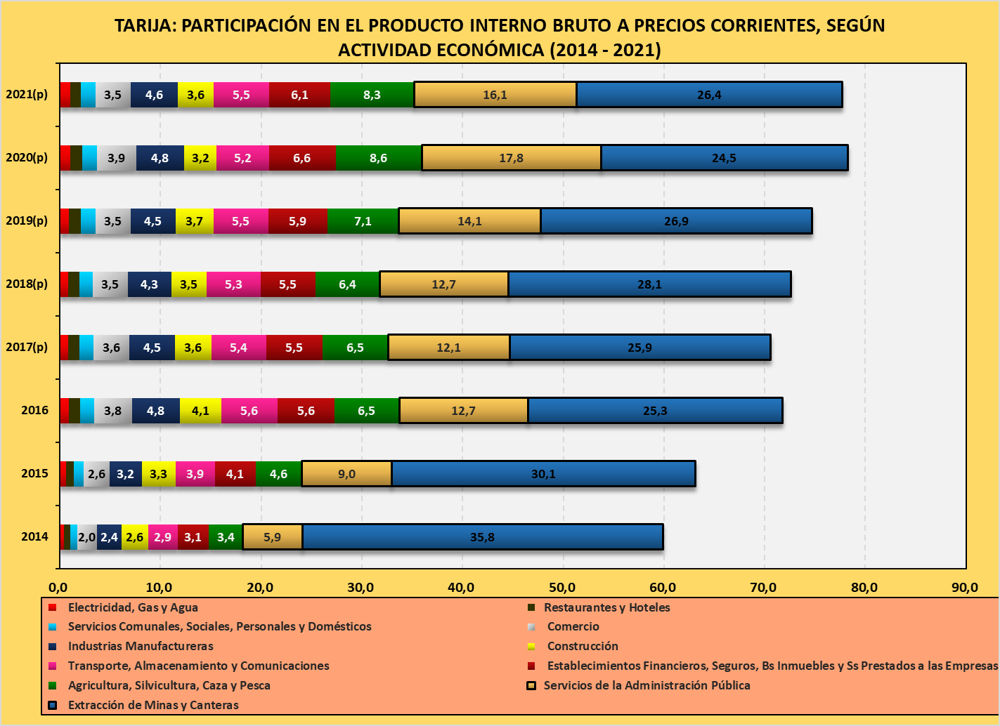 TARIJA: PARTICIPACIÓN EN EL PRODUCTO INTERNO BRUTO A PRECIOS CORRIENTES, SEGÚN
ACTIVIDAD ECONÓMICA (2014 - 2021)
2021(p) 3,5 4,6 3,6 5,5 6,1 8,3 16,1 26,4
2020(p) 3,9 4,8 3,2 5,2 6,6 8,6 17,8 24,5
2019(p) 3,5 4,5 3,7 5,5 5,9 7,1 14,1 26,9
2018(p) 3,5 4,3 3,5 5,3 5,5 6,4 12,7 28,1
2017(p) 3,6 4,5 3,6 5,4 5,5 6,5 12,1 25,9
2016 3,8 4,8 4,1 5,6 5,6 6,5 12,7 25,3
2015 2,6 3,2 3,3 3,9 4,1 4,6 9,0 30,1
2014 2,0 2,4 2,6 2,9 3,1 3,4 5,9 35,8
0,0 10,0 20,0 30,0 40,0 50,0 60,0 70,0 80,0 90,0
Electricidad, Gas y Agua Restaurantes y Hoteles
Servicios Comunales, Sociales, Personales y Domésticos Comercio
Industrias Manufactureras Construcción
Transporte, Almacenamiento y Comunicaciones Establecimientos Financieros, Seguros, Bs Inmuebles y Ss Prestados a las Empresas
Agricultura, Silvicultura, Caza y Pesca Servicios de la Administración Pública
Extracción de Minas y Canteras